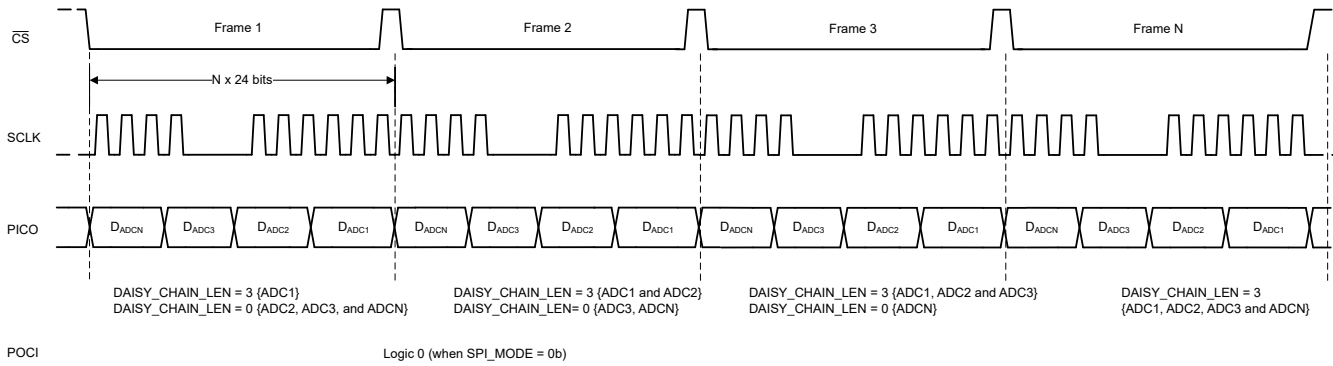 Frame 1 Frame 2 Frame 3 Frame N
CS
N x 24 bits
SCLK
PICO DADCN DADC3 DADC2 DADC1 DADCN DADC3 DADC2 DADC1 DADCN DADC3 DADC2 DADC1 DADCN DADC3 DADC2 DADC1
DAISY_CHAIN_LEN = 3 {ADC1}
DAISY_CHAIN_LEN = 0 {ADC2, ADC3, and ADCN}
DAISY_CHAIN_LEN = 3 {ADC1 and ADC2}
DAISY_CHAIN_LEN= 0 {ADC3, ADCN}
DAISY_CHAIN_LEN = 3 {ADC1, ADC2 and ADC3}
DAISY_CHAIN_LEN = 0 {ADCN}
DAISY_CHAIN_LEN = 3
{ADC1, ADC2, ADC3 and ADCN}
POCI Logic 0 (when SPI_MODE = 0b)